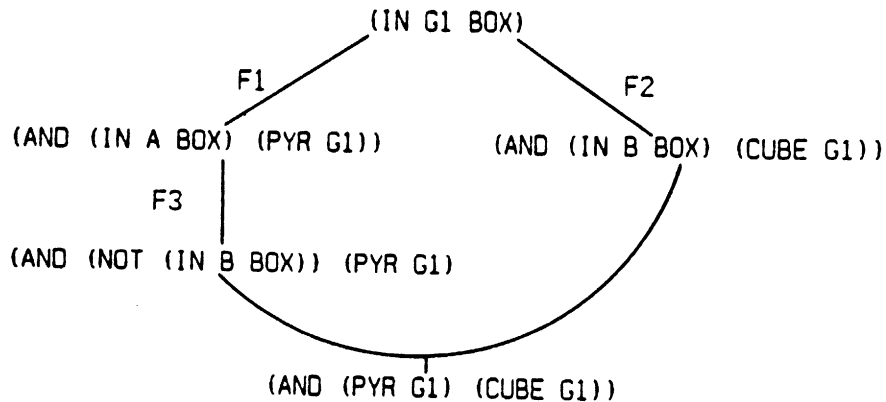 (IN G1 BOX)
F1
F2
(AND (IN A BOX) (PYR G1))
(AND (IN B BOX) (CUBE G1))
F3
(AND (NOT (IN B BOX)) (PYR G1)
(AND (PYR G1) (CUBE G1))